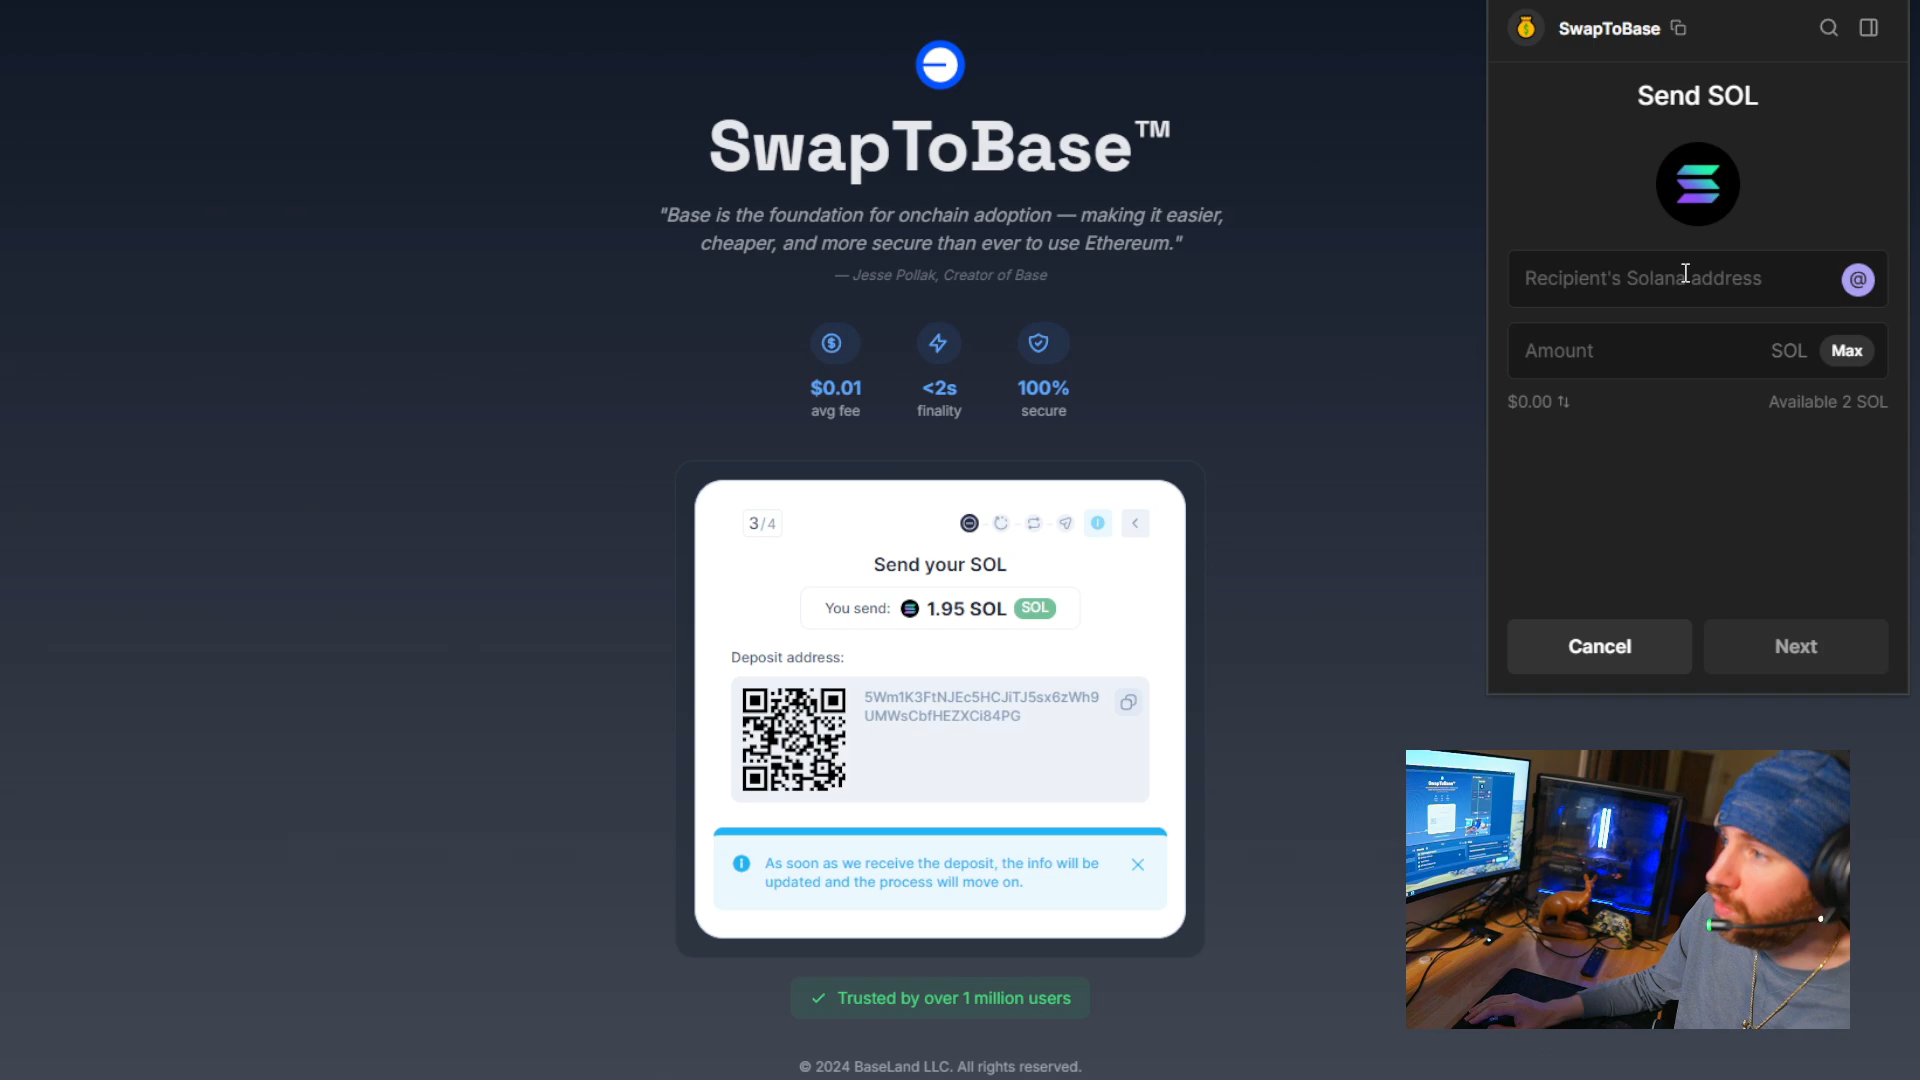 SwapToBase™
"Base is the foundation for onchain adoption — making it easier,
cheaper, and more secure than ever to use Ethereum."
— Jesse Pollak, Creator of Base
$0.01
avg fee
<2s
finality
100%
secure
3/4
Send your SOL
You send: 1.95 SOL SOL
Deposit address:
5Wm1K3FtNJEc5HCJiTJ5sx6zWh9
UMWsCbfHEZXCi84PG
As soon as we receive the deposit, the info will be
updated and the process will move on.
✓ Trusted by over 1 million users
© 2024 BaseLand LLC. All rights reserved.
SwapToBase
Send SOL
Recipient's Solana address @
Amount SOL Max
$0.00 Available 2 SOL
Cancel Next